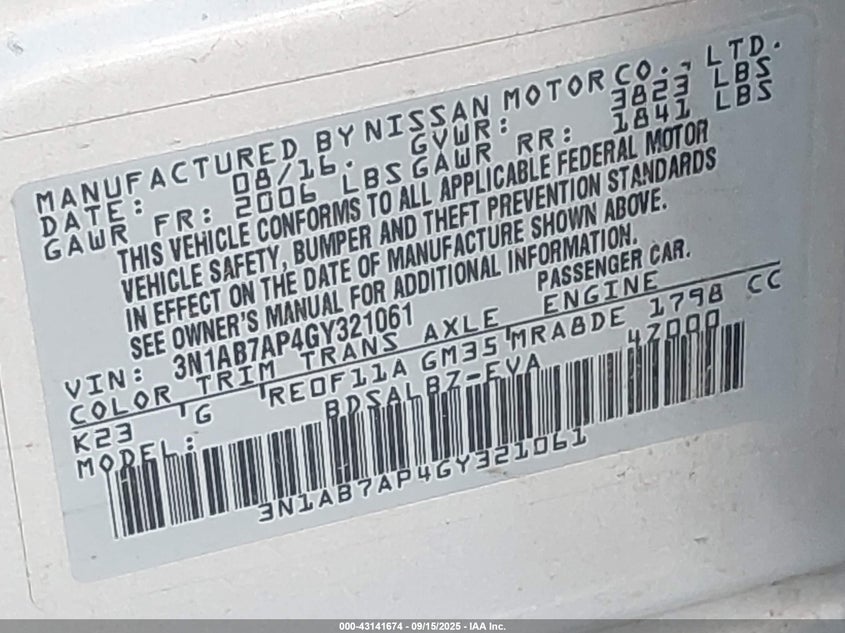 MANUFACTURED BY NISSAN MOTOR CO., LTD.
DATE: 08/16. GVWR: 3823 LBS
GAWR FR: 2006 LBS GAWR RR: 1841 LBS
THIS VEHICLE CONFORMS TO ALL APPLICABLE FEDERAL MOTOR
VEHICLE SAFETY, BUMPER AND THEFT PREVENTION STANDARDS
IN EFFECT ON THE DATE OF MANUFACTURE SHOWN ABOVE.
SEE OWNER'S MANUAL FOR ADDITIONAL INFORMATION.
VIN: 3N1AB7AP4GY321061 PASSENGER CAR.
COLOR TRIM TRANS AXLE ENGINE
K23 G RE0F11A GM35 MRA8DE 1798 CC
MODEL: BDSALBZ-EVA 4Z000
3N1AB7AP4GY321061
000-43141674 - 09/15/2025 - IAA Inc.